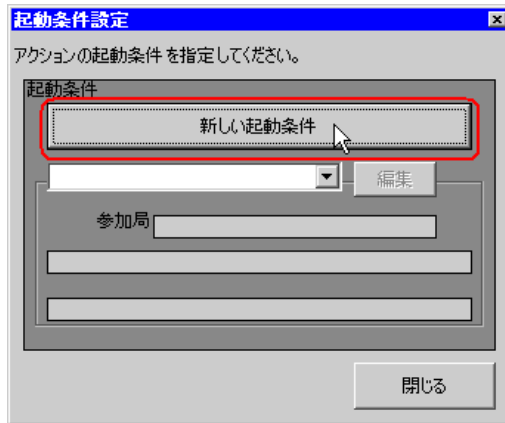 起動条件設定
アクションの起動条件を指定してください。
起動条件
新しい起動条件
編集
参加局
閉じる